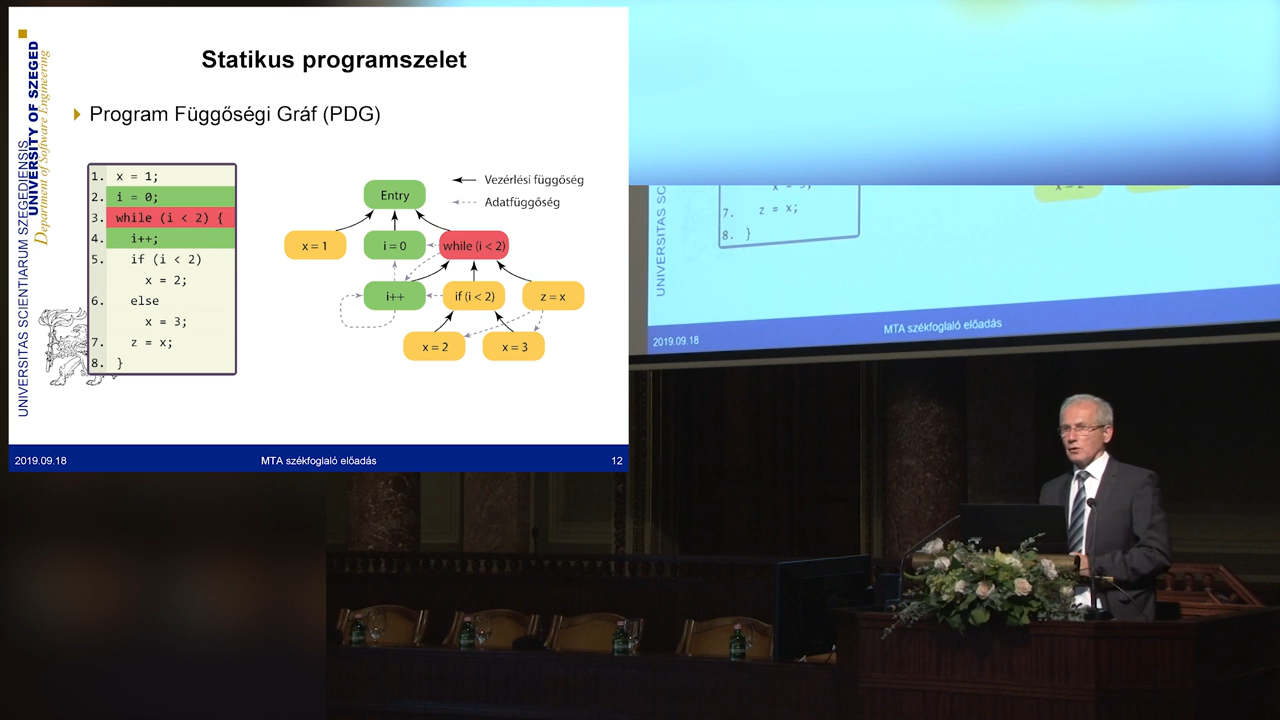 Statikus programszelet
Program Függőségi Gráf (PDG)
UNIVERSITAS SCIENTIARUM SZEGEDIENSIS
UNIVERSITY OF SZEGED
Department of Software Engineering
1. x = 1;
2. i = 0;
3. while (i < 2) {
4. i++;
5. if (i < 2)
x = 2;
6. else
x = 3;
7. z = x;
8. }
Entry
Vezérlési függőség
Adatfüggőség
x = 1
i = 0
while (i < 2)
i++
if (i < 2)
z = x
x = 2
x = 3
2019.09.18
MTA székfoglaló előadás
12
UNIVERSITAS
x = 3;
7. z = x;
8. }
x = 2
2019.09.18
MTA székfoglaló előadás